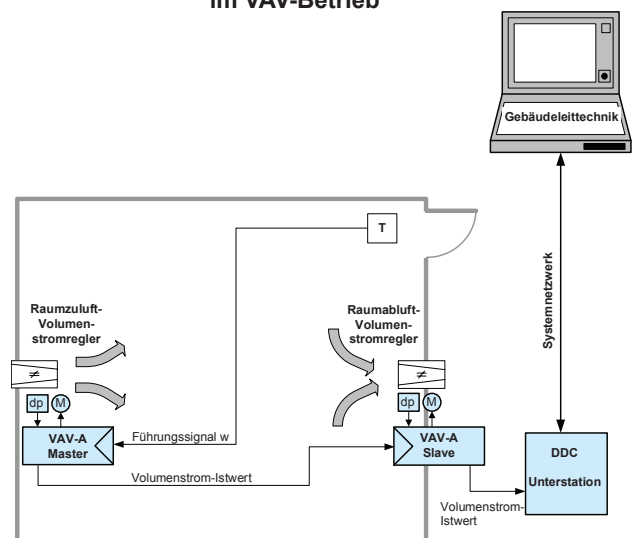 im VAV-Betrieb
Gebäudeleittechnik
Systemnetzwerk
T
Raumzuluft-
Volumen-
stromregler
Raumabluft-
Volumen-
stromregler
≠
≠
dp
M
dp
M
VAV-A
Master
Führungssignal w
VAV-A
Slave
DDC
Unterstation
Volumenstrom-Istwert
Volumenstrom-
Istwert